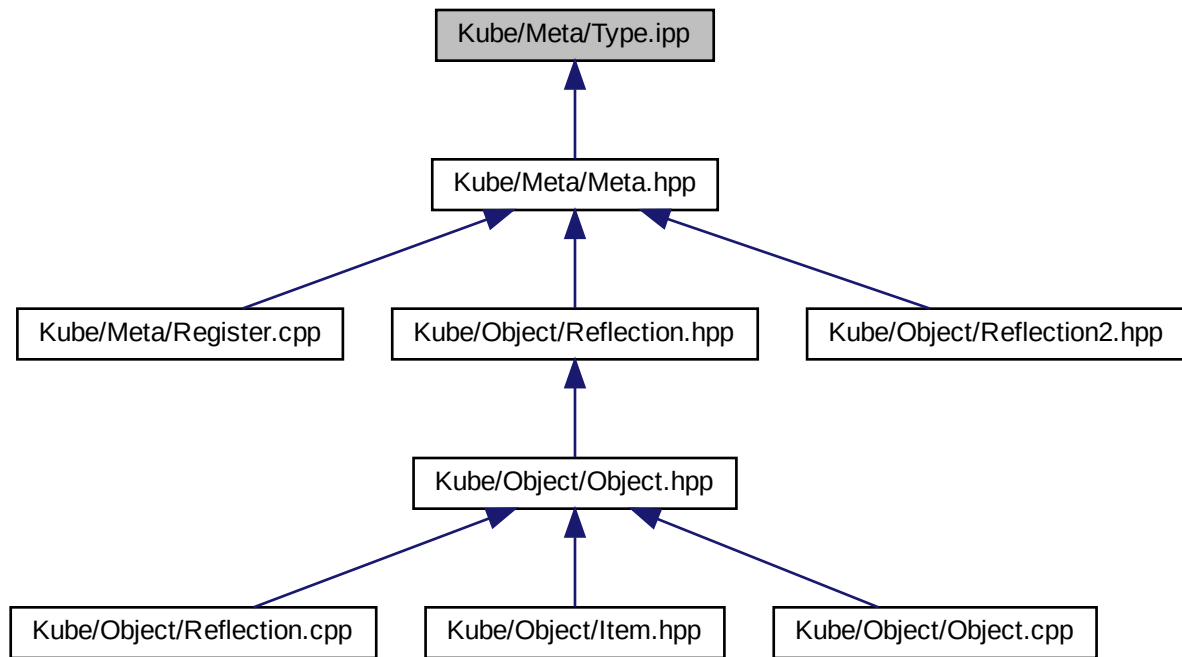 Kube/Meta/Type.ipp
Kube/Meta/Meta.hpp
Kube/Meta/Register.cpp
Kube/Object/Reflection.hpp
Kube/Object/Reflection2.hpp
Kube/Object/Object.hpp
Kube/Object/Reflection.cpp
Kube/Object/Item.hpp
Kube/Object/Object.cpp